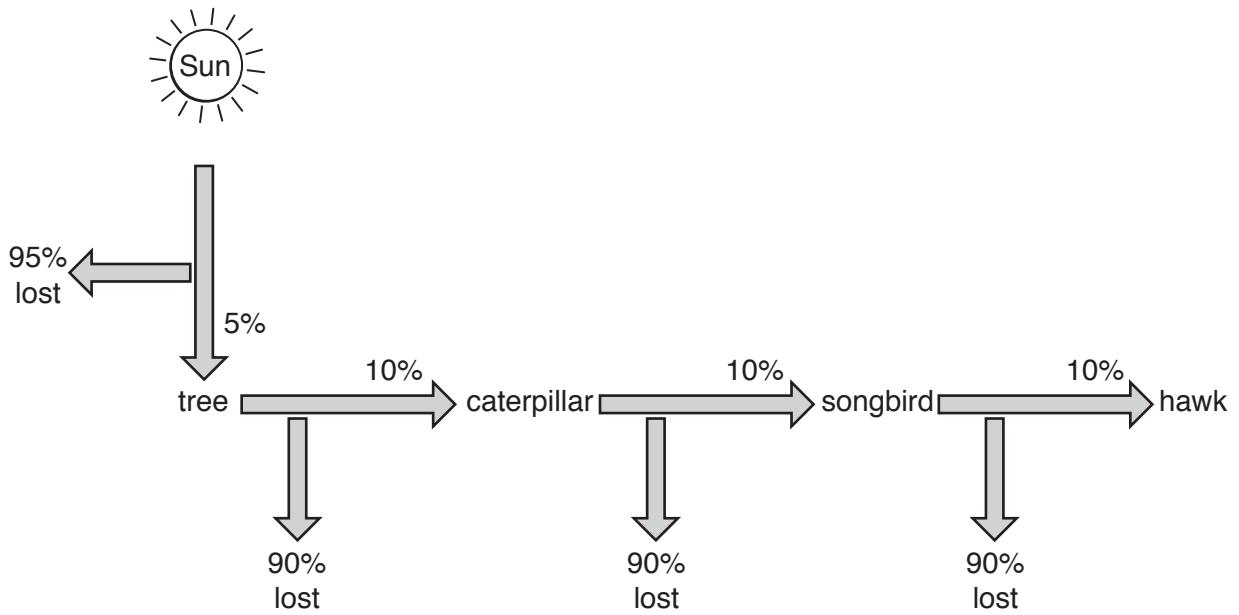 Sun
95%
lost
5%
tree
10%
caterpillar
10%
songbird
10%
hawk
90%
lost
90%
lost
90%
lost